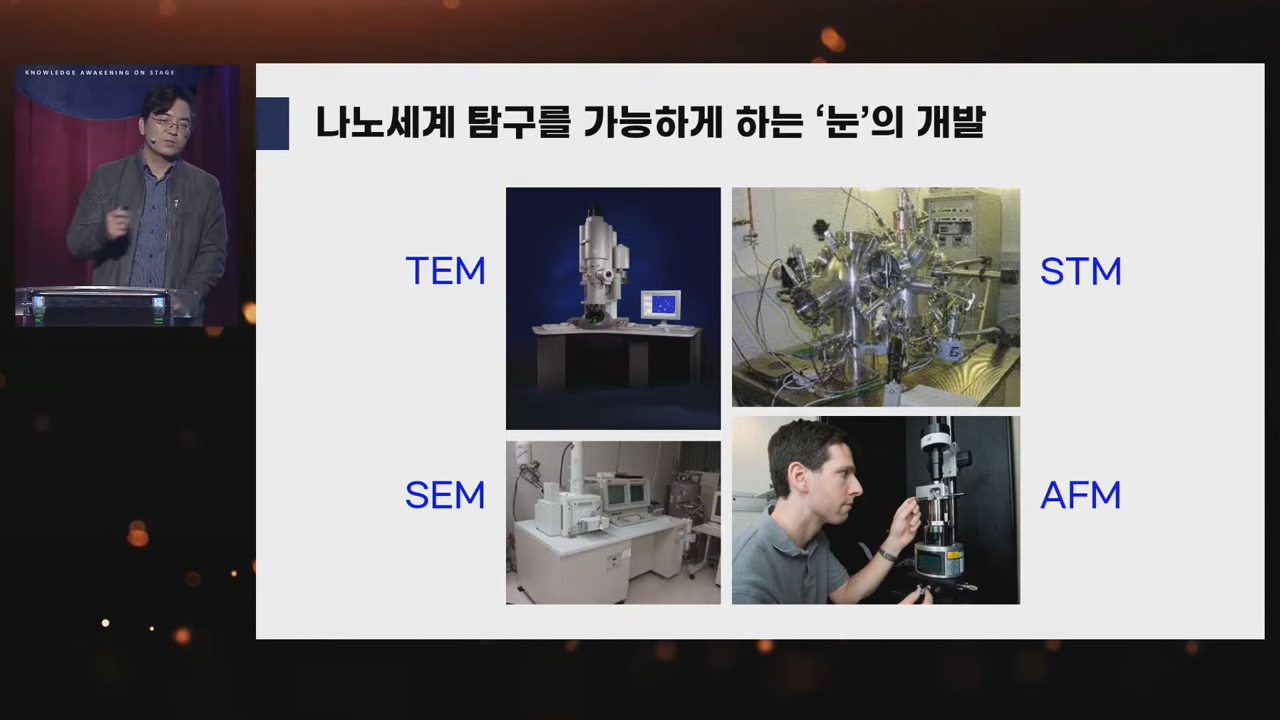 KNOWLEDGE AWAKENING ON STAGE
나노세계 탐구를 가능하게 하는 ‘눈’의 개발
TEM
STM
SEM
AFM